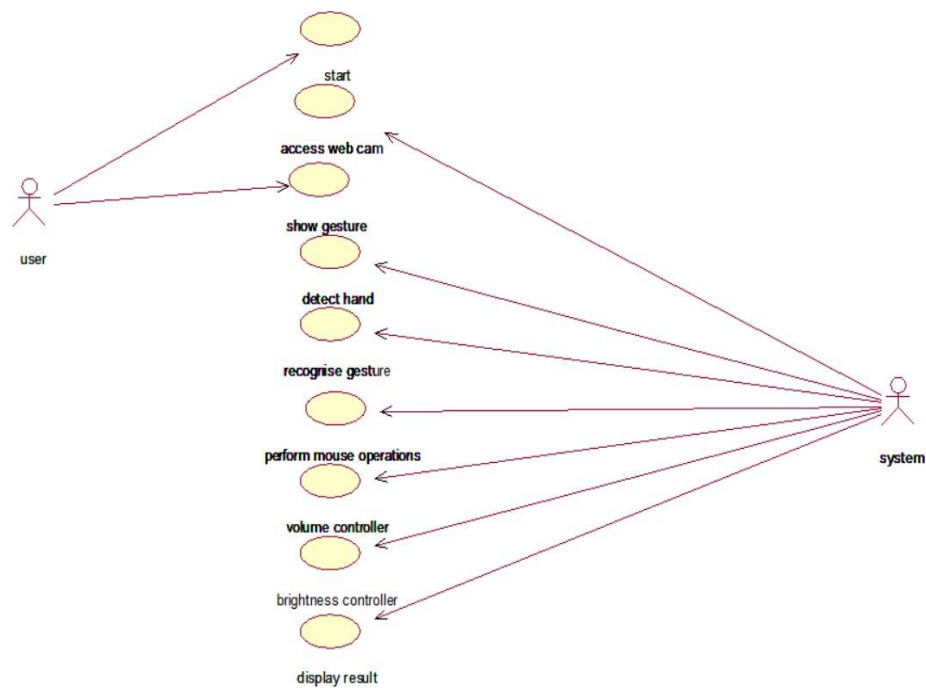 start
access web cam
show gesture
user
detect hand
recognise gesture
perform mouse operations
system
volume controller
brightness controller
display result